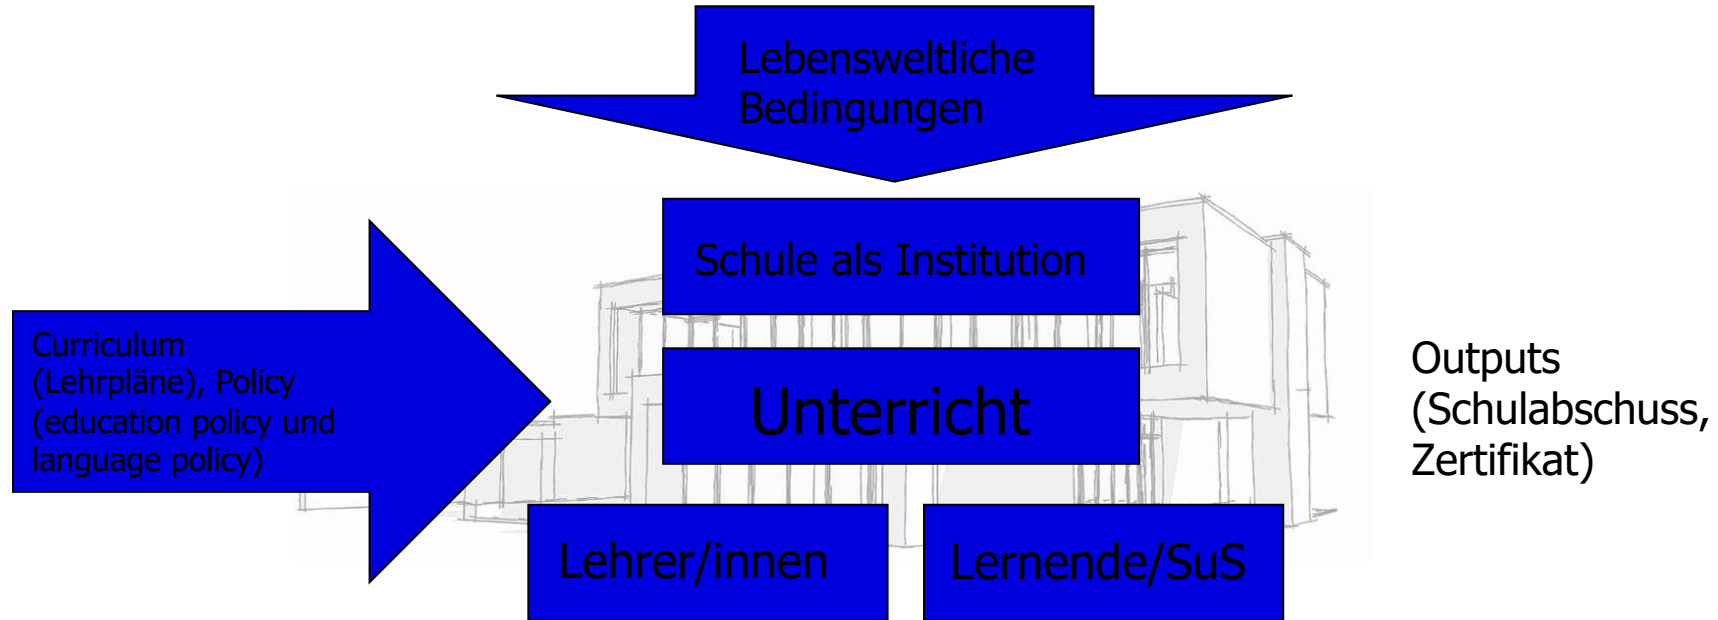 Lebensweltliche
Bedingungen
Schule als Institution
Curriculum
(Lehrpläne), Policy
(education policy und
language policy)
Unterricht
Outputs
(Schulabschuss,
Zertifikat)
Lehrer/innen
Lernende/SuS